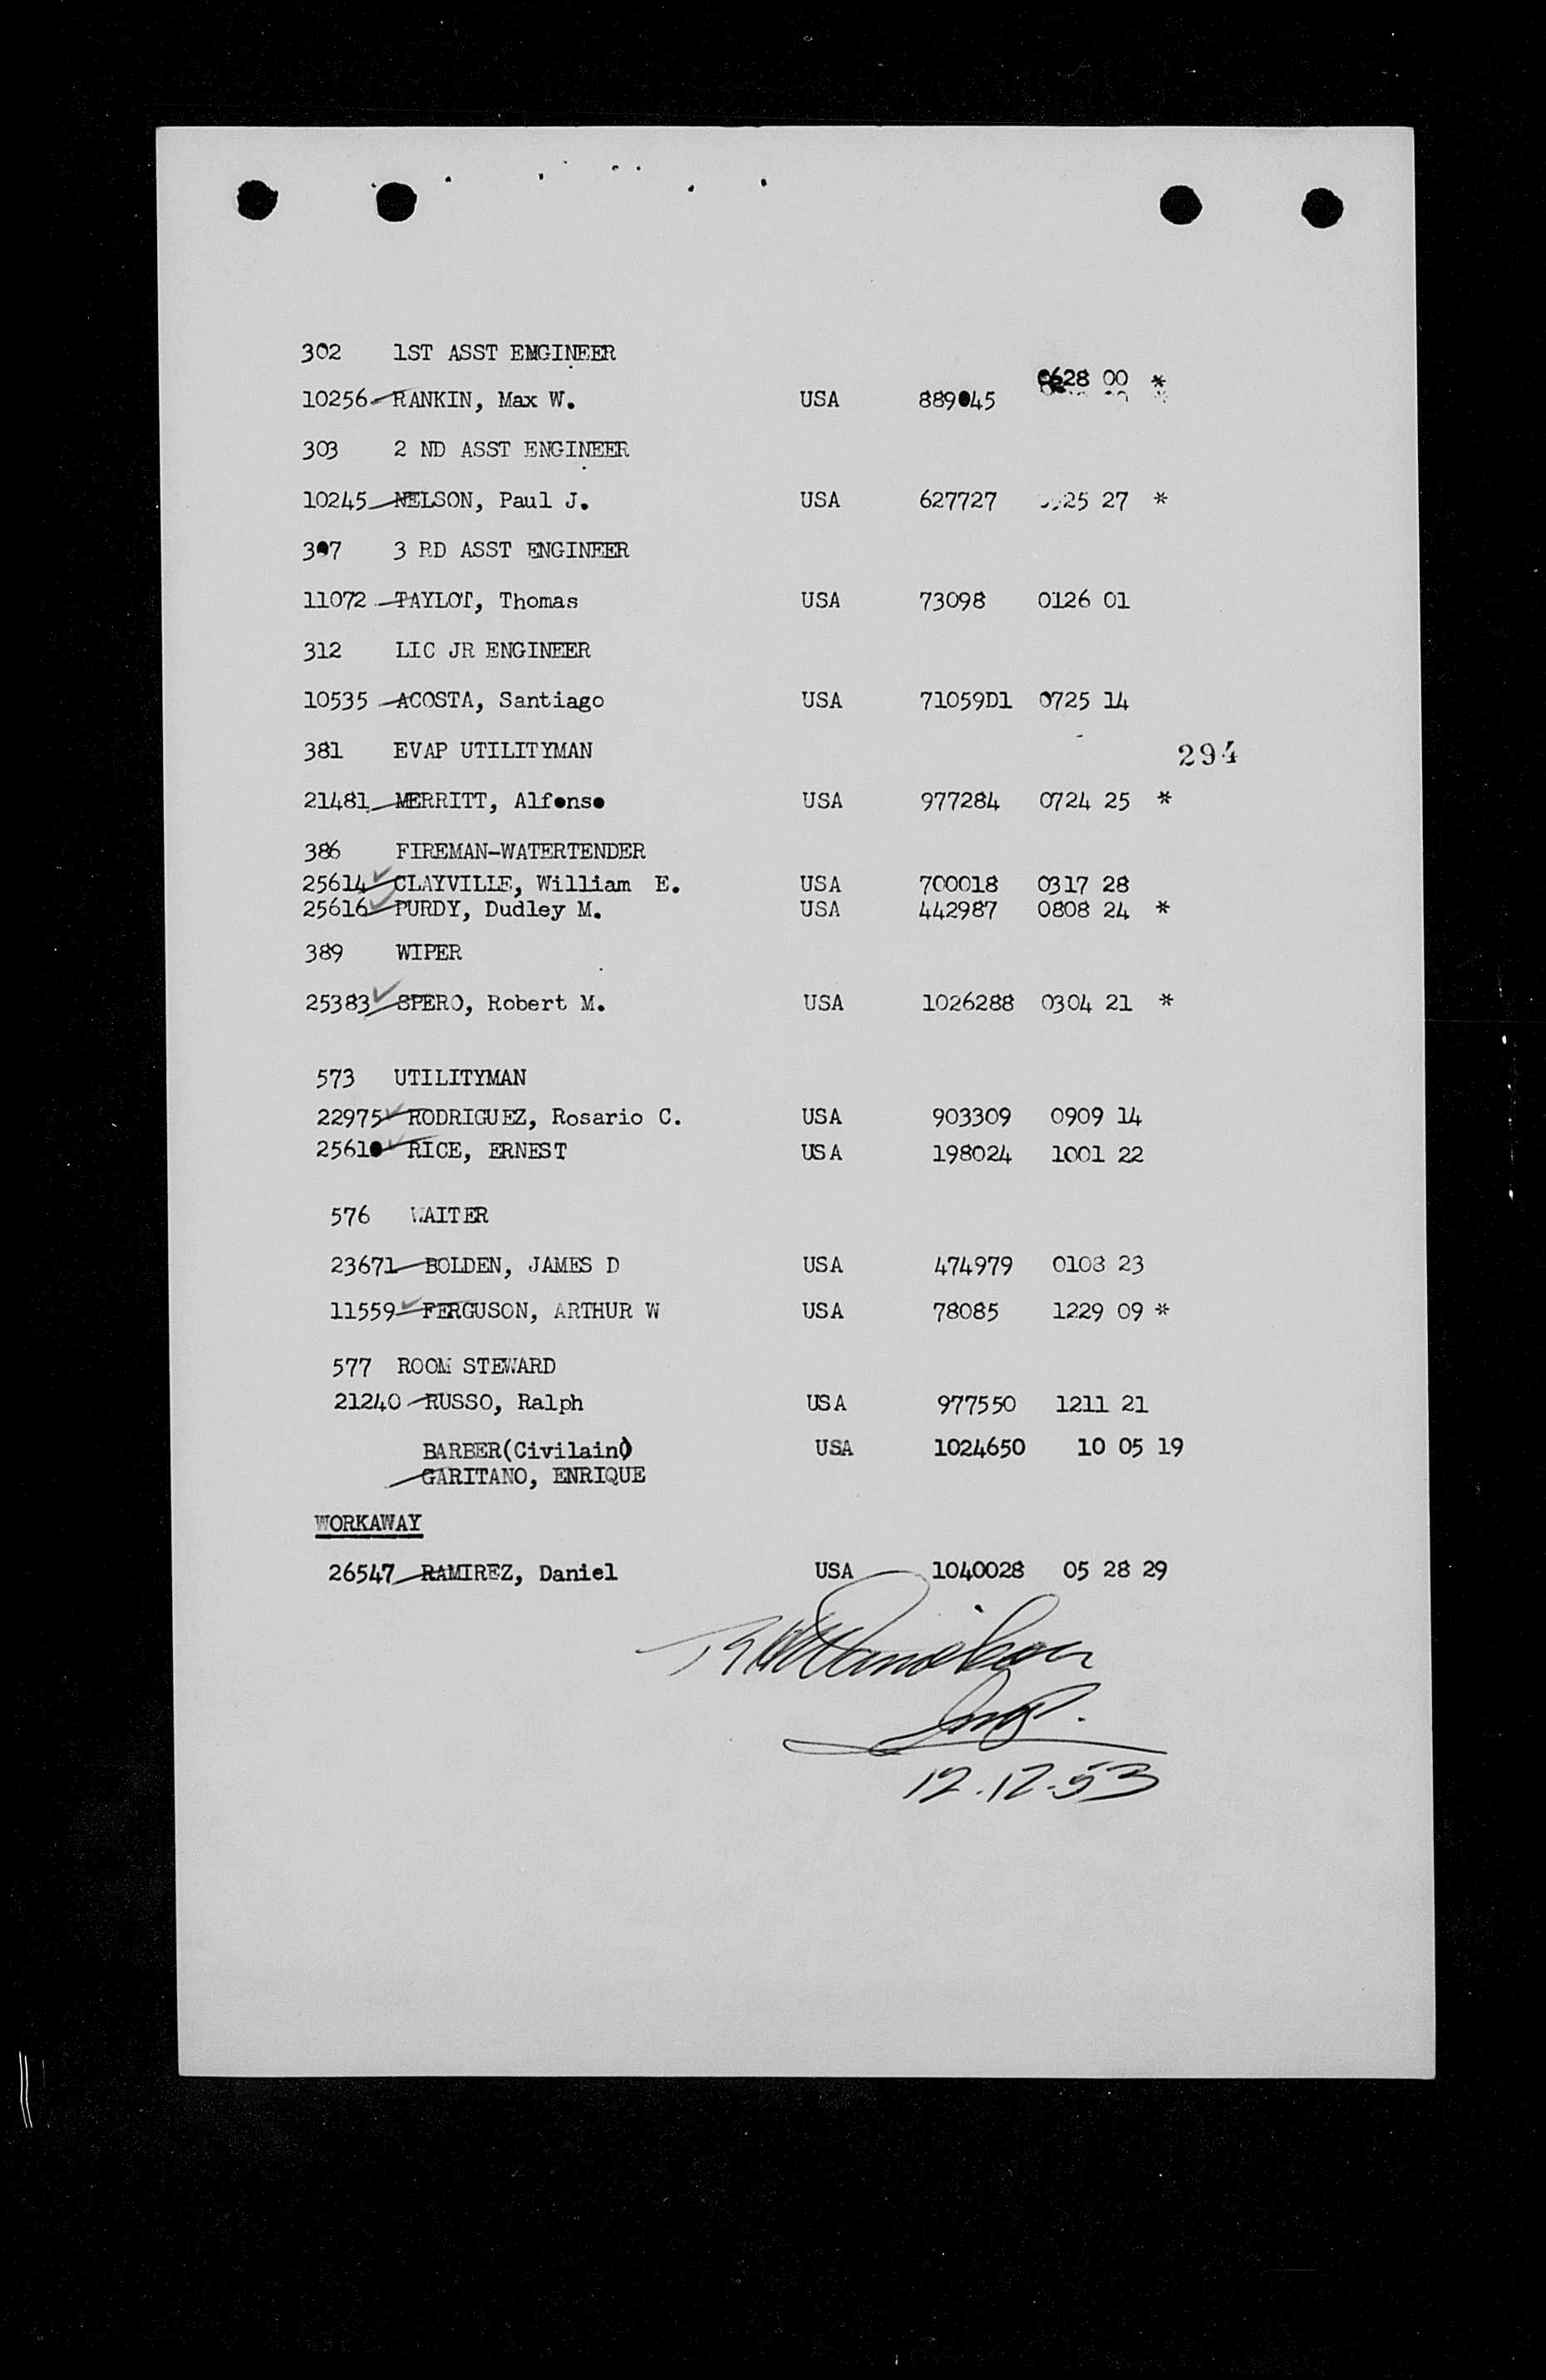 302 1ST ASST EMGINEER
0628 00 *
10256 RANKIN, Max W. USA 889045
303 2 ND ASST ENGINEER
10245 NELSON, Paul J. USA 627727 25 27 *
307 3 RD ASST ENGINEER
11072 TAYLOT, Thomas USA 73098 0126 01
312 LIC JR ENGINEER
10535 ACOSTA, Santiago USA 71059D1 0725 14
381 EVAP UTILITYMAN
294
21481 MERRITT, Alfonso USA 977284 0724 25 *
386 FIREMAN-WATERTENDER
25614 CLAYVILLE, William E. USA 700018 0317 28
25616 PURDY, Dudley M. USA 442987 0808 24 *
389 WIPER
25383 SPERO, Robert M. USA 1026288 0304 21 *
573 UTILITYMAN
22975 RODRIGUEZ, Rosario C. USA 903309 0909 14
25610 RICE, ERNEST USA 198024 1001 22
576 WAITER
23671 BOLDEN, JAMES D USA 474979 0108 23
11559 FERGUSON, ARTHUR W USA 78085 1229 09 *
577 ROOM STEWARD
21240 RUSSO, Ralph USA 977550 1211 21
BARBER(Civilain) USA 1024650 10 05 19
GARITANO, ENRIQUE
WORKAWAY
26547 RAMIREZ, Daniel USA 1040028 05 28 29
12.12.53